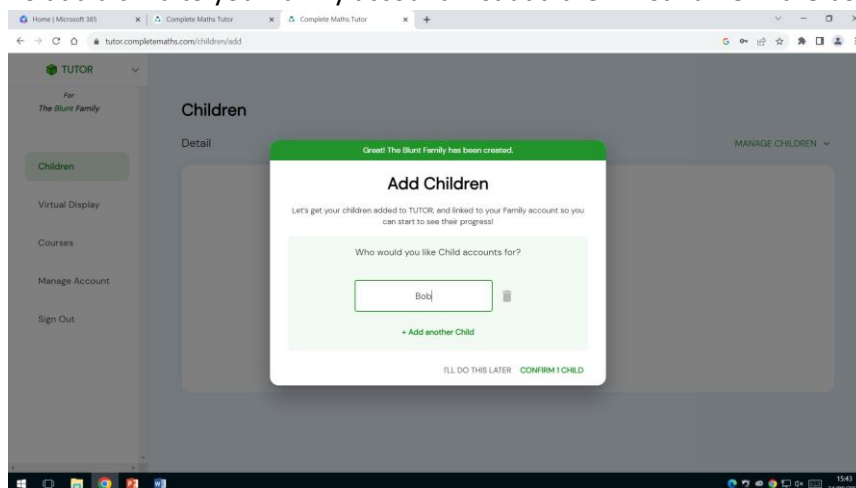 Home | Microsoft 365
Complete Maths Tutor
Complete Maths Tutor
tutor.completemaths.com/children/add
TUTOR
For
The Blunt Family
Children
Virtual Display
Courses
Manage Account
Sign Out
Children
Detail
MANAGE CHILDREN
Great! The Blunt Family has been created.
Add Children
Let's get your children added to TUTOR, and linked to your Family account so you
can start to see their progress!
Who would you like Child accounts for?
Bob
+ Add another Child
I'LL DO THIS LATER CONFIRM 1 CHILD
15:43